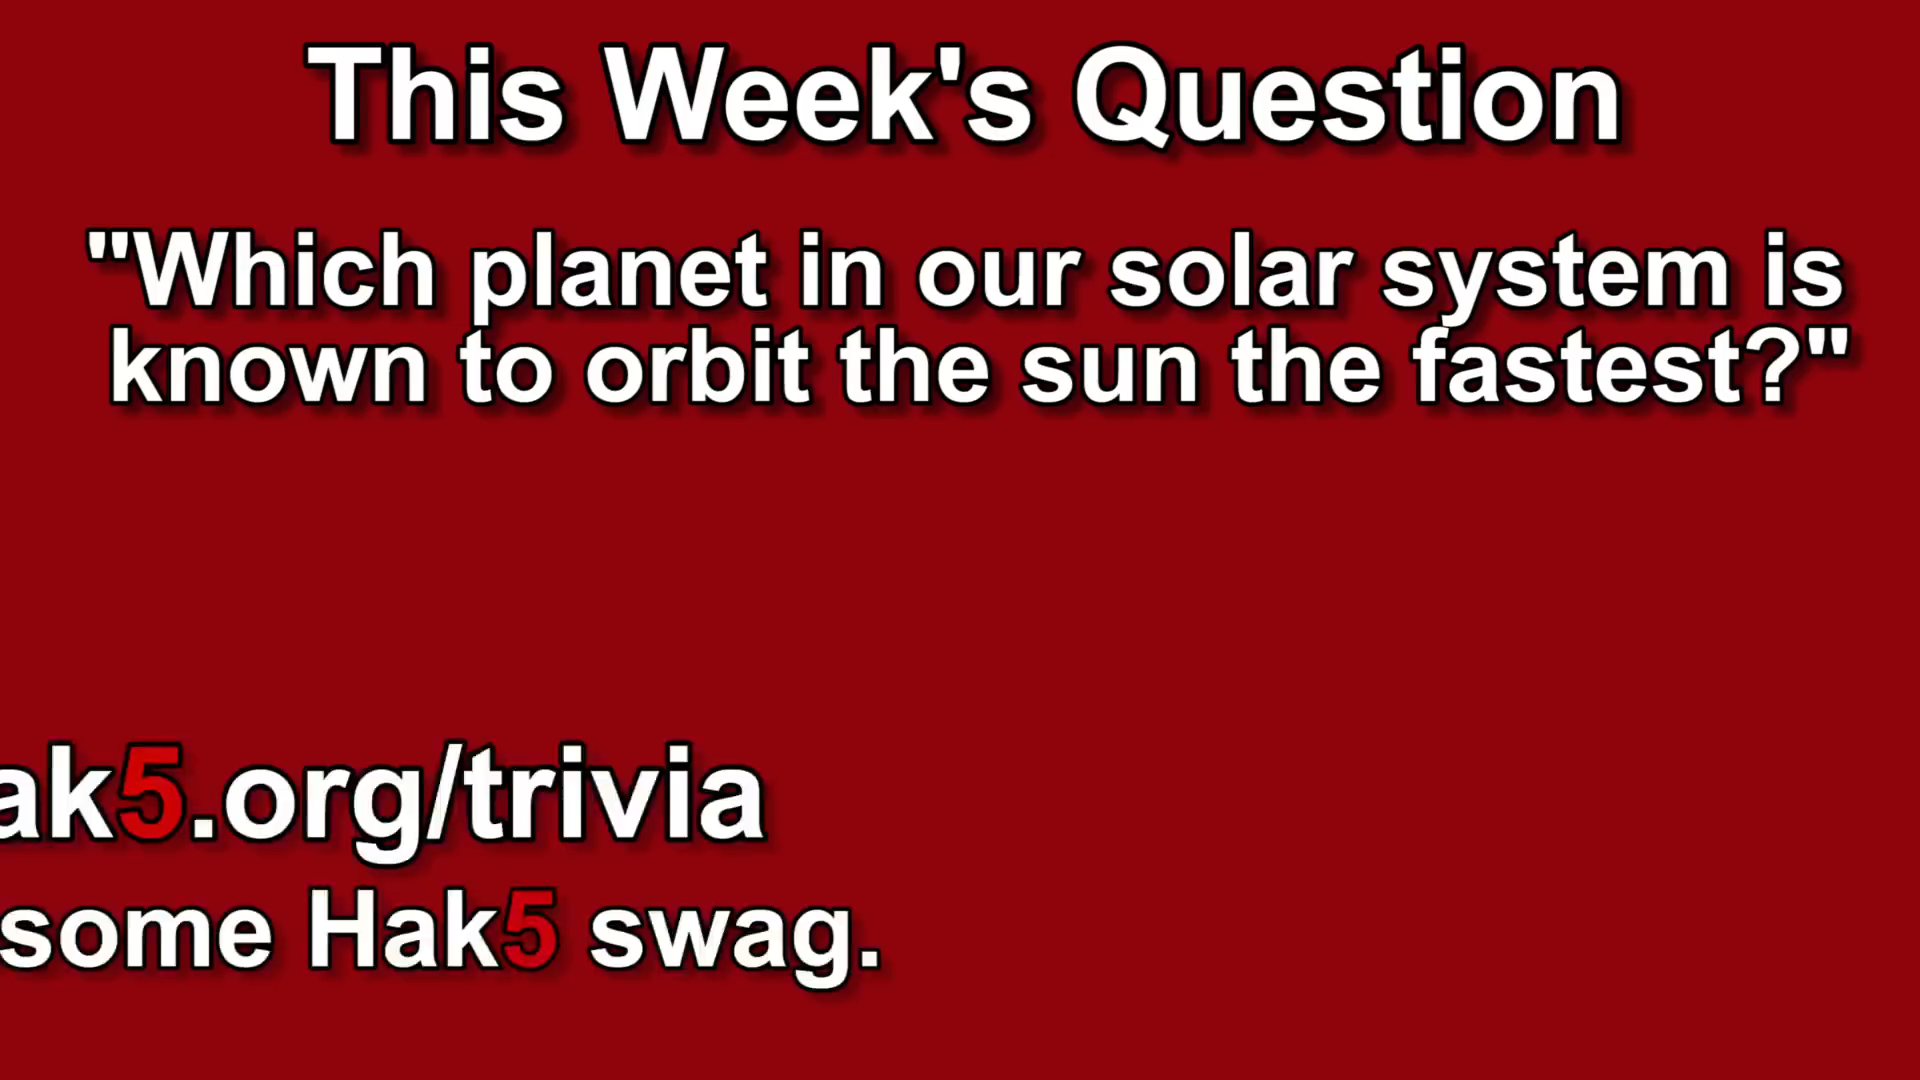 This Week's Question
"Which planet in our solar system is
known to orbit the sun the fastest?"
ak5.org/trivia
some Hak5 swag.